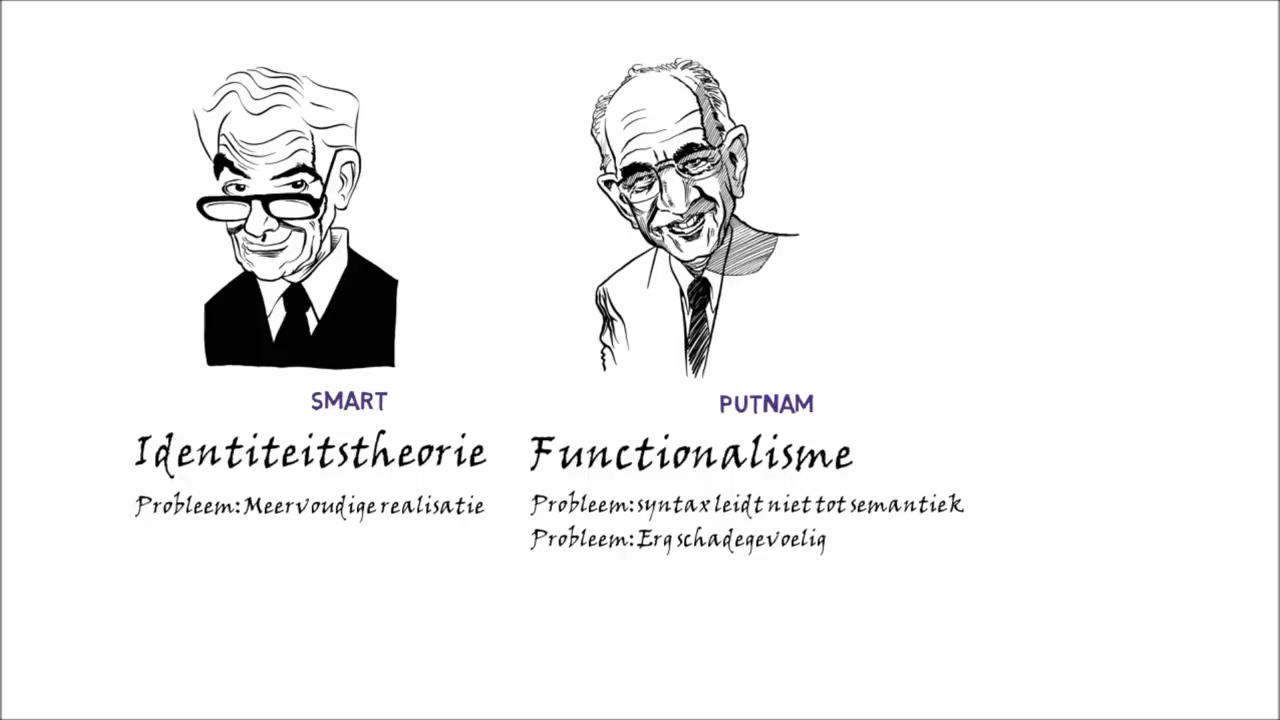 SMART
Identiteitstheorie
Probleem: Meervoudige realisatie
PUTNAM
Functionalisme
Probleem: syntax leidt niet tot semantiek
Probleem: Erg schadegevoelig